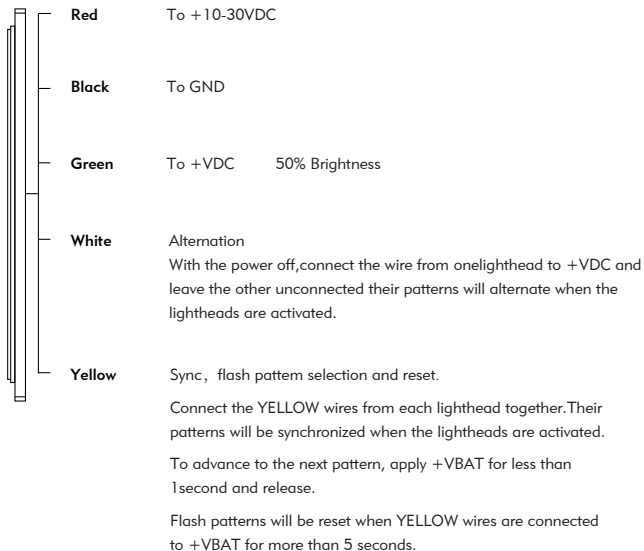 Red To +10-30VDC
Black To GND
Green To +VDC 50% Brightness
White Alternation
With the power off,connect the wire from onelighthead to +VDC and
leave the other unconnected their patterns will alternate when the
lightheads are activated.
Yellow Sync, flash pattem selection and reset.
Connect the YELLOW wires from each lighthead together.Their
patterns will be synchronized when the lightheads are activated.
To advance to the next pattern, apply +VBAT for less than
1second and release.
Flash patterns will be reset when YELLOW wires are connected
to +VBAT for more than 5 seconds.